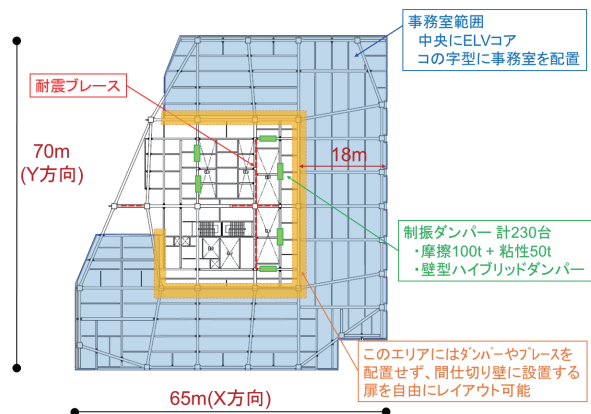 事務室範囲
中央にELVコア
コの字型に事務室を配置
耐震ブレース
70m
(Y方向)
18m
制振ダンパー 計230台
・摩擦100t + 粘性50t
・壁型ハイブリッドダンパー
このエリアにはダンパーやブレースを
配置せず、間仕切り壁に設置する
扉を自由にレイアウト可能
65m(X方向)